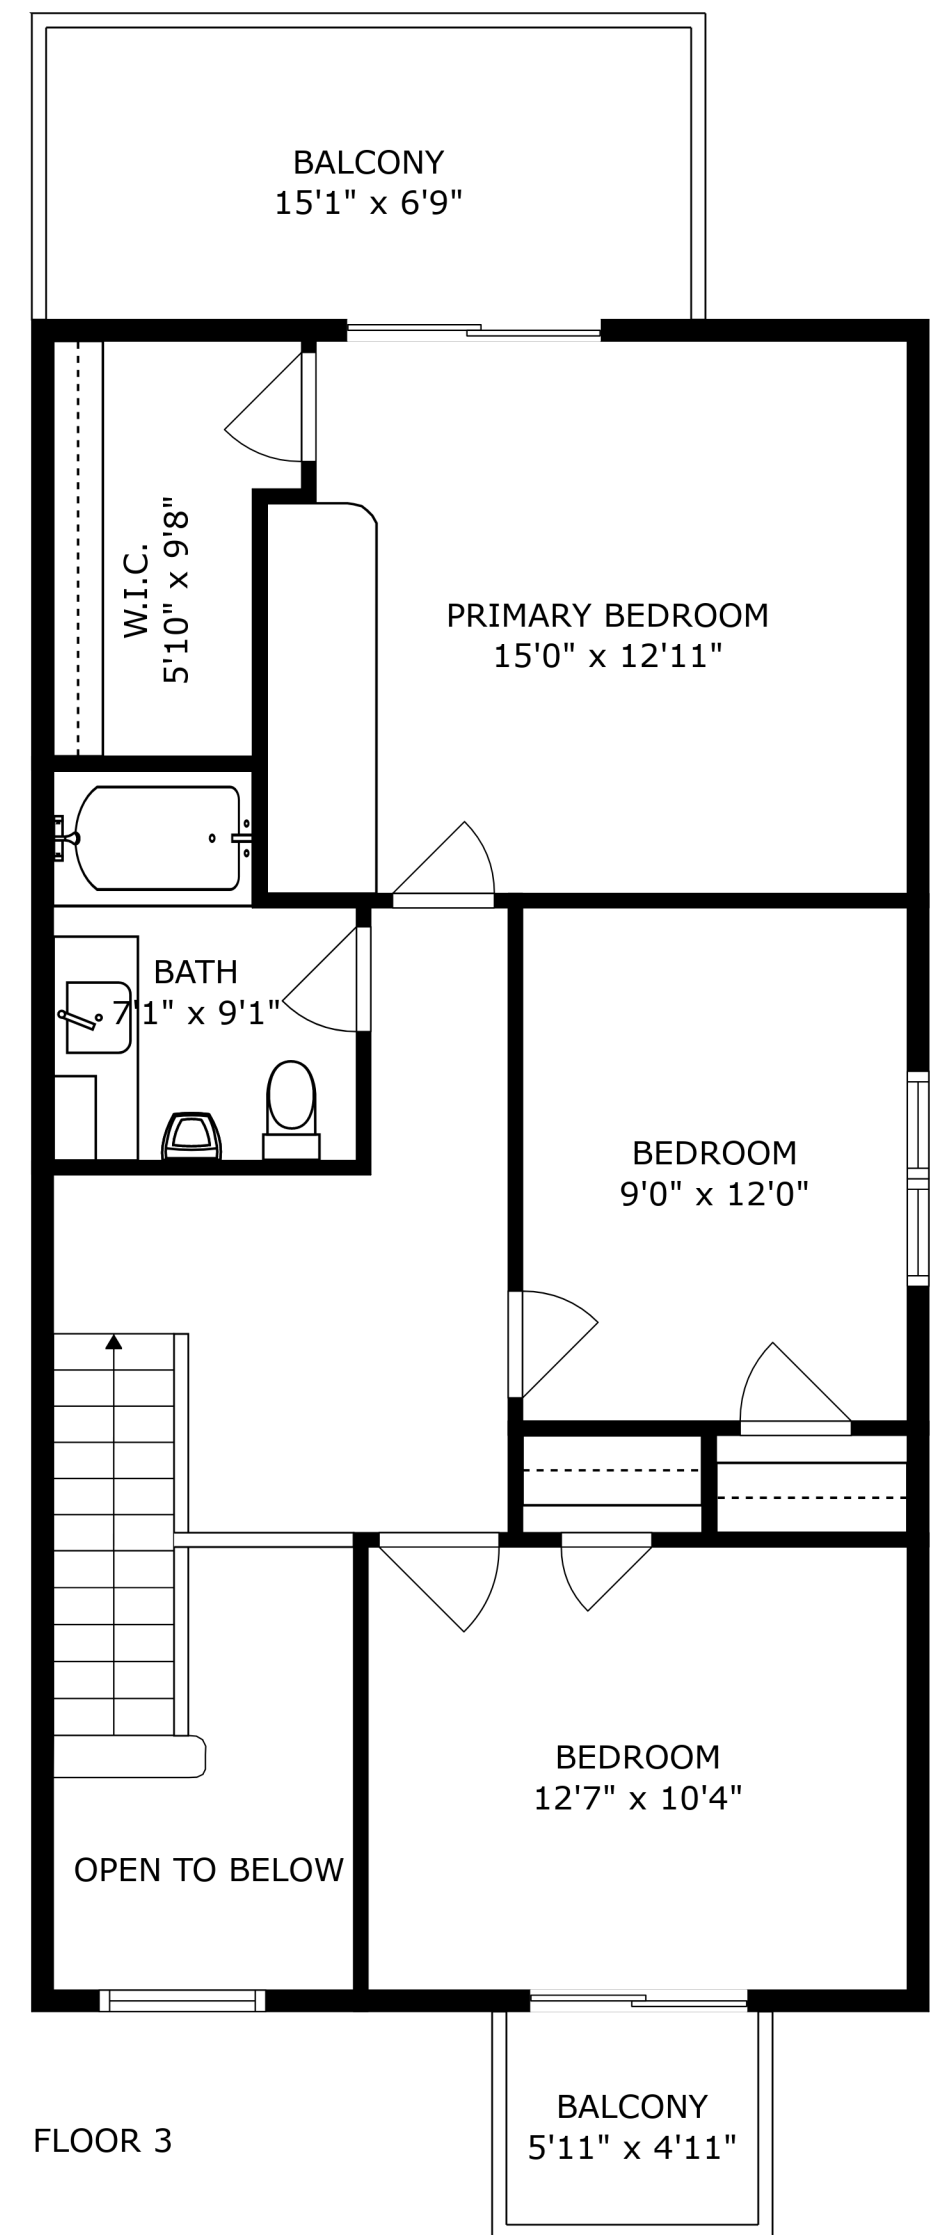 BALCONY
15'1" x 6'9"
W.I.C.
5'10" x 9'8"
PRIMARY BEDROOM
15'0" x 12'11"
BATH
7'1" x 9'1"
BEDROOM
9'0" x 12'0"
BEDROOM
12'7" x 10'4"
OPEN TO BELOW
BALCONY
5'11" x 4'11"
FLOOR 3